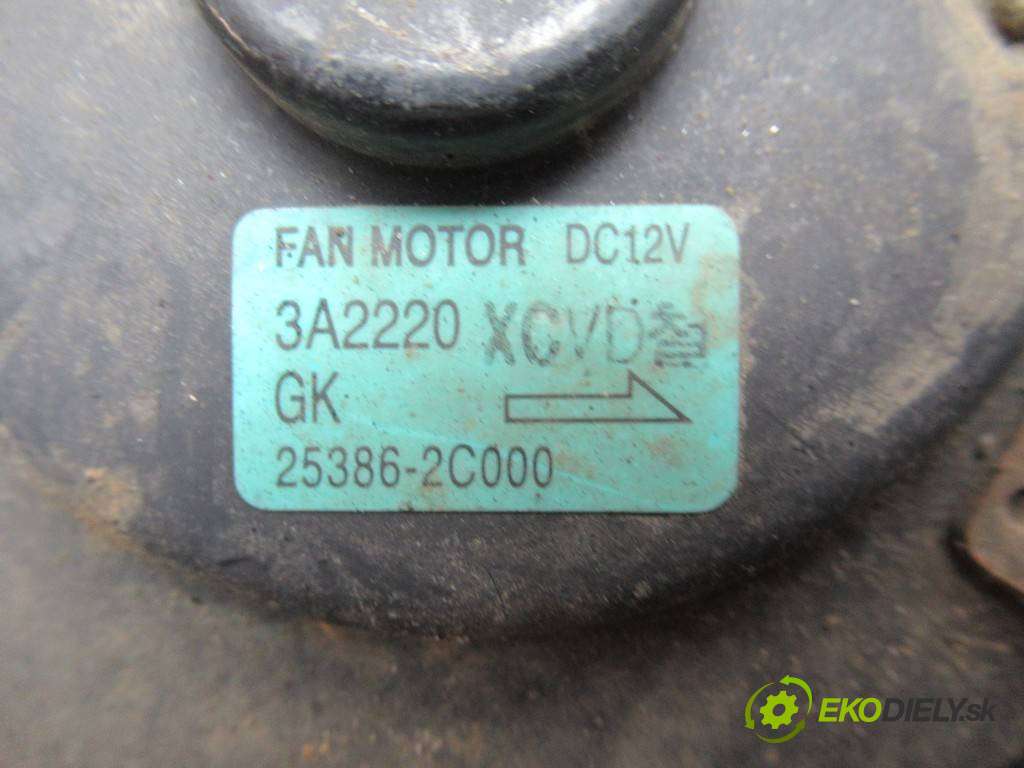 FAN MOTOR DC12V
3A2220 XCVD
GK
25386-2C000
EKODIELY.sk